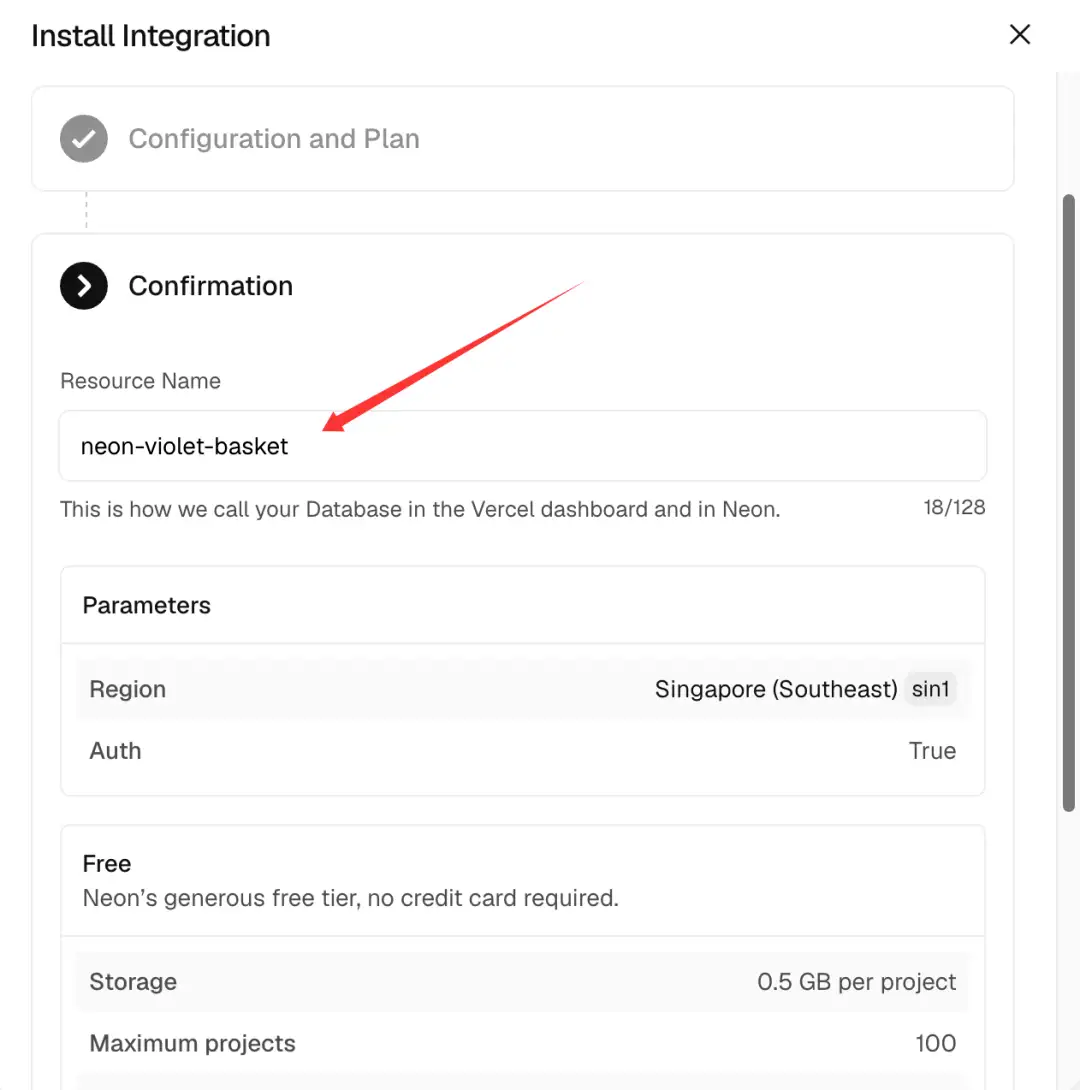 Install Integration
Configuration and Plan
Confirmation
Resource Name
neon-violet-basket
This is how we call your Database in the Vercel dashboard and in Neon. 18/128
Parameters
Region Singapore (Southeast) sin1
Auth True
Free
Neon’s generous free tier, no credit card required.
Storage 0.5 GB per project
Maximum projects 100